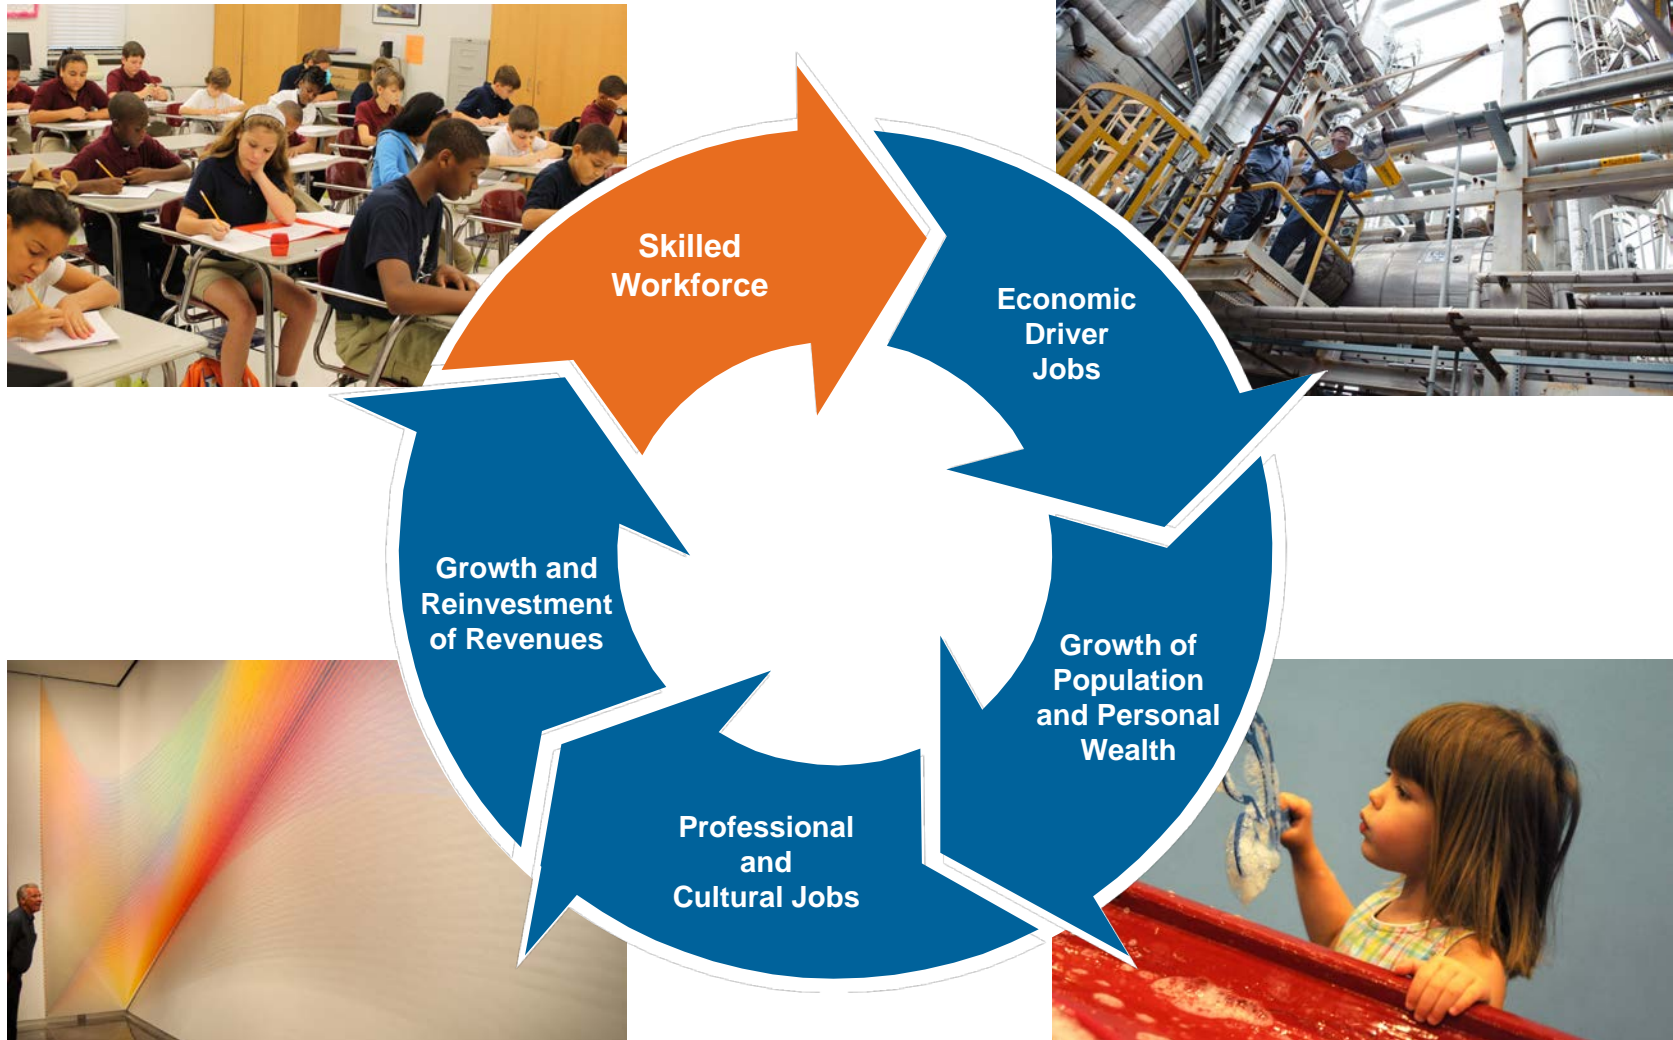 Skilled
Workforce
Economic
Driver
Jobs
Growth of
Population
and Personal
Wealth
Professional
and
Cultural Jobs
Growth and
Reinvestment
of Revenues